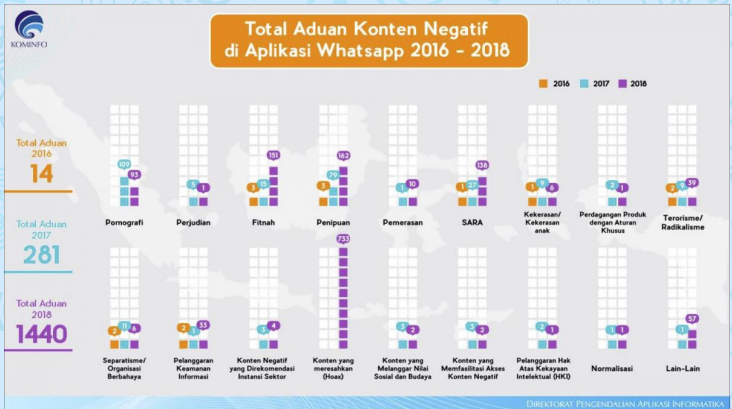 KOMINFO
Total Aduan Konten Negatif
di Aplikasi Whatsapp 2016 - 2018
2016 2017 2018
Total Aduan
2016
14
Total Aduan
2017
281
Total Aduan
2018
1440
109 93
Pornografi
5 1
Perjudian
3 15 151
Fitnah
3 79 162
Penipuan
1 10
Pemerasan
1 27 136
SARA
1 9 6
Kekerasan/
Kekerasan
anak
2 1
Perdagangan Produk
dengan Aturan
Khusus
2 9 39
Terorisme/
Radikalisme
2 11 6
Separatisme/
Organisasi
Berbahaya
2 1 33
Pelanggaran
Keamanan
Informasi
3 4
Konten Negatif
yang Direkomendasi
Instansi Sektor
733
Konten yang
meresahkan
(Hoax)
3 2
Konten yang
Melanggar Nilai
Sosial dan Budaya
3 2
Konten yang
Memfasilitasi Akses
Konten Negatif
2 1
Pelanggaran Hak
Atas Kekayaan
Intelektual (HKI)
1 1
Normalisasi
1 57
Lain-Lain
DIREKTORAT PENGENDALIAN APLIKASI INFORMATIKA